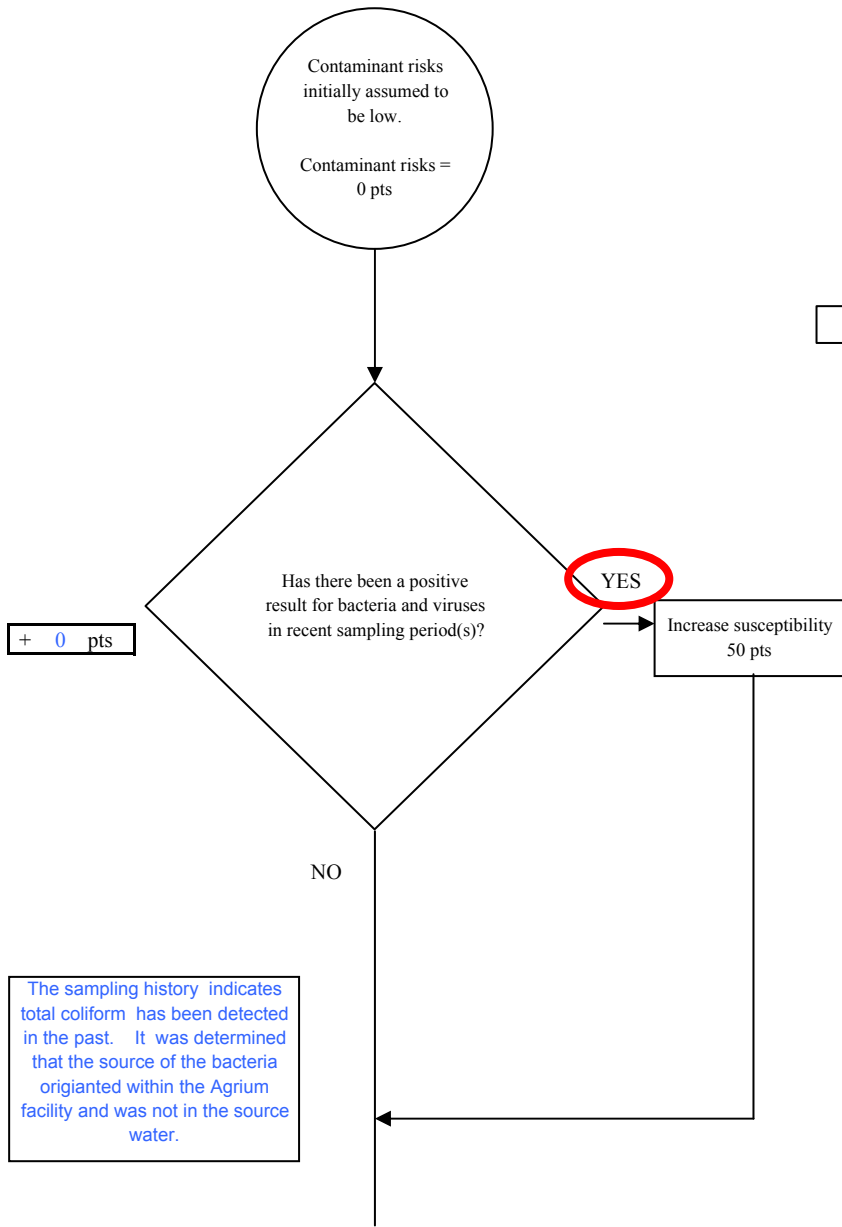 Contaminant risks
initially assumed to
be low.
Contaminant risks =
0 pts
Has there been a positive
result for bacteria and viruses
in recent sampling period(s)?
YES
+ 0 pts
Increase susceptibility
50 pts
NO
The sampling history indicates
total coliform has been detected
in the past. It was determined
that the source of the bacteria
origianted within the Agrium
facility and was not in the source
water.